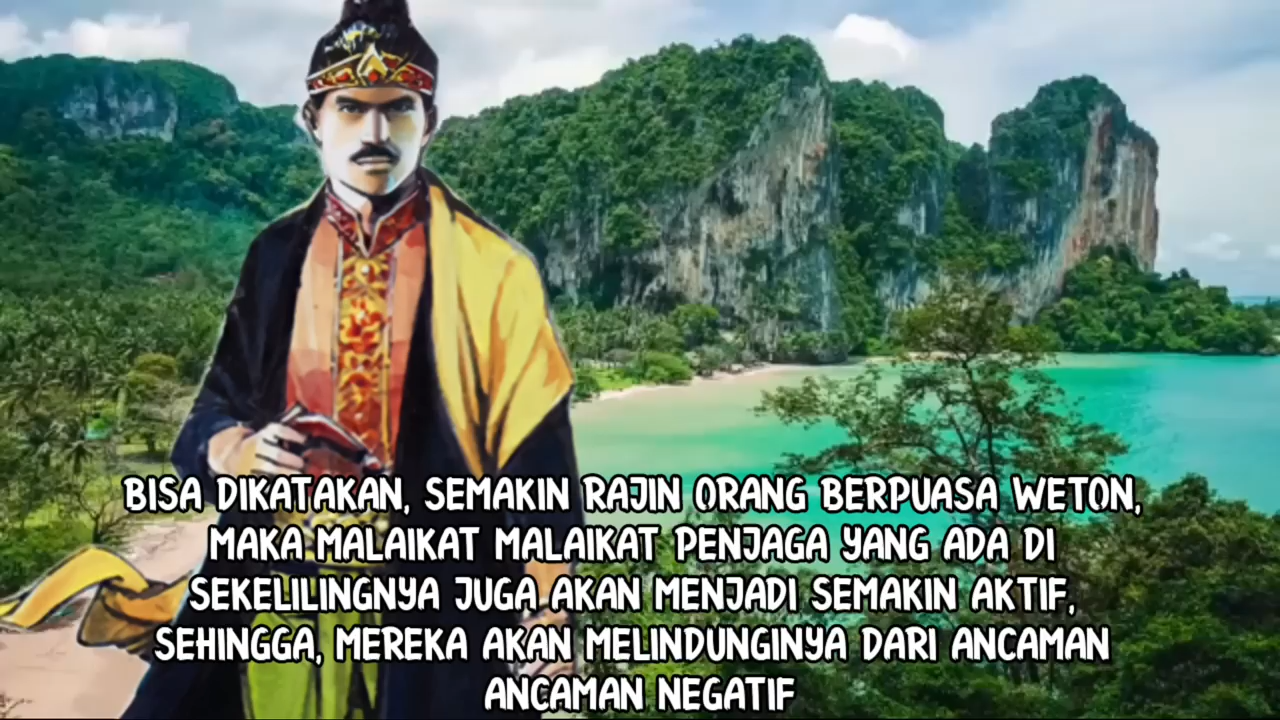 BISA DIKATAKAN, SEMAKIN RAJIN ORANG BERPUASA WETON,
MAKA MALAIKAT MALAIKAT PENJAGA YANG ADA DI
SEKELILINGNYA JUGA AKAN MENJADI SEMAKIN AKTIF,
SEHINGGA, MEREKA AKAN MELINDUNGINYA DARI ANCAMAN
ANCAMAN NEGATIF